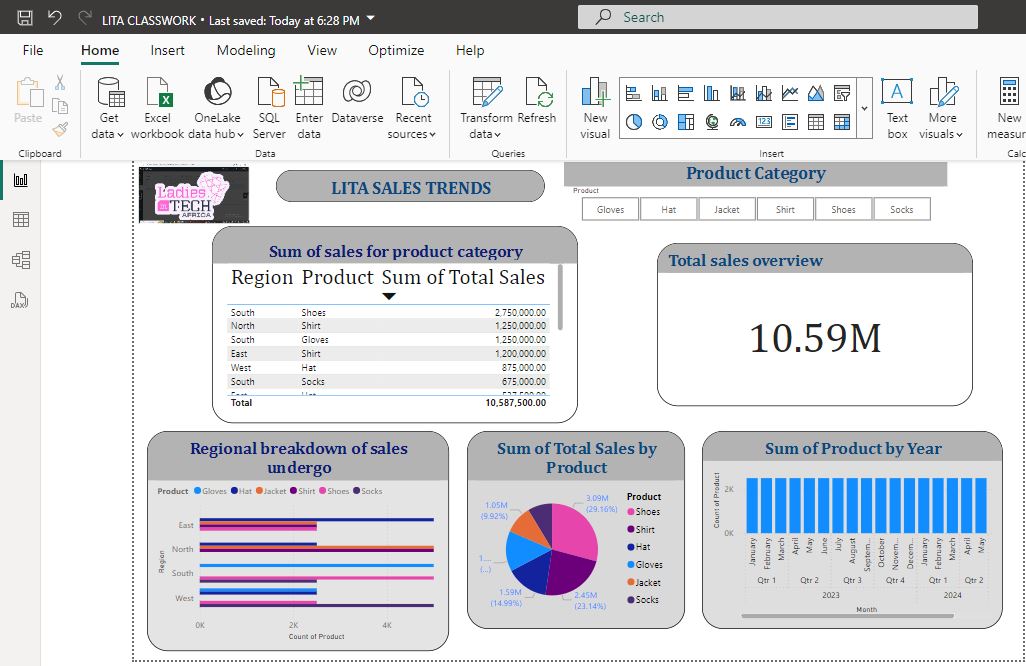 LITA CLASSWORK • Last saved: Today at 6:28 PM
Search
File Home Insert Modeling View Optimize Help
Paste
Get data
Excel workbook
OneLake data hub
SQL Server
Enter data
Dataverse
Recent sources
Transform data
Refresh
New visual
Text box
More visuals
New
Clipboard
Data
Queries
Insert
Ladies in TECH AFRICA
LITA SALES TRENDS
Product Category
Product
Gloves Hat Jacket Shirt Shoes Socks
Sum of sales for product category
Region Product Sum of Total Sales
South Shoes 2,750,000.00
North Shirt 1,250,000.00
South Gloves 1,250,000.00
East Shirt 1,200,000.00
West Hat 875,000.00
South Socks 675,000.00
Total 10,587,500.00
Total sales overview
10.59M
Regional breakdown of sales
undergo
Product Gloves Hat Jacket Shirt Shoes Socks
Region
East
North
South
West
0K 2K 4K
Count of Product
Sum of Total Sales by
Product
1.05M
(9.92%)
3.09M
(29.16%)
1...
(...)
1.59M
(14.99%)
2.45M
(23.14%)
Product
Shoes
Shirt
Hat
Gloves
Jacket
Socks
Sum of Product by Year
Count of Product
2K
0K
January February March April May June July August Septem... October Novem... Decem... January February March April May
Qtr 1 Qtr 2 Qtr 3 Qtr 4 Qtr 1 Qtr 2
2023 2024
Month